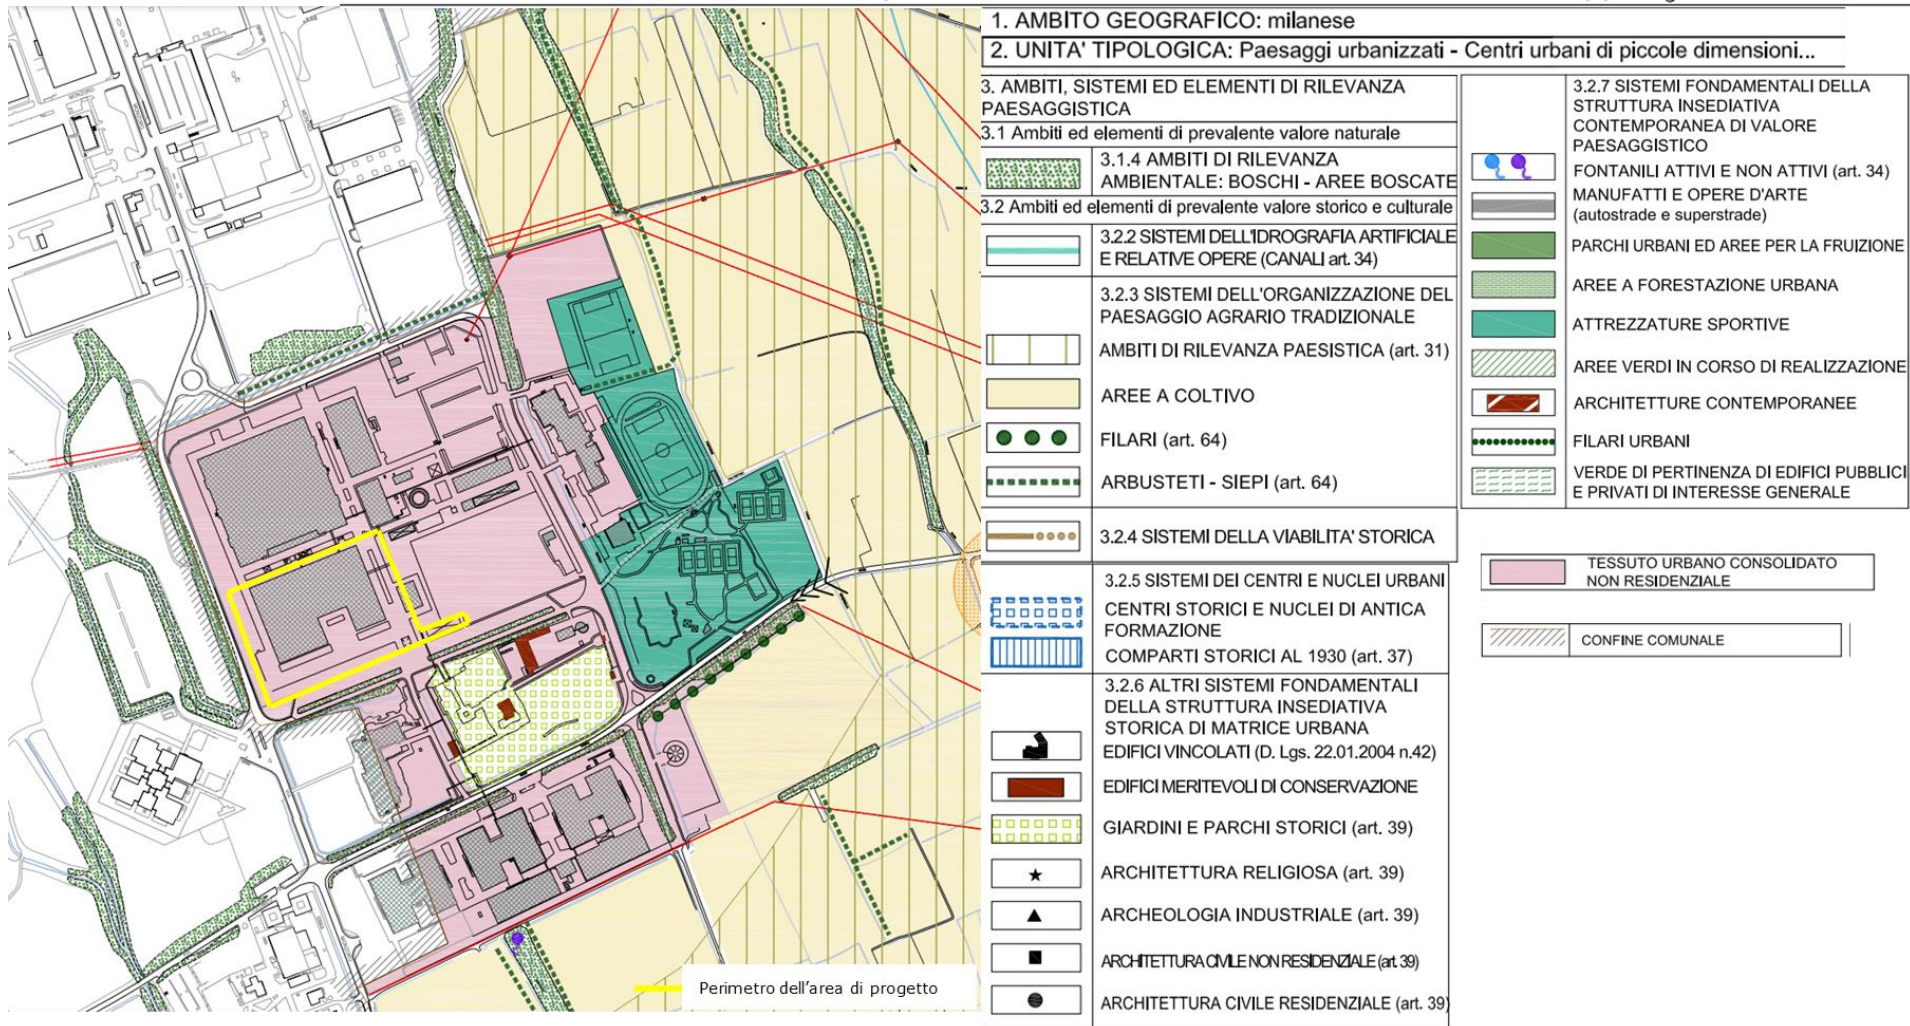 1. AMBITO GEOGRAFICO: milanese
2. UNITA' TIPOLOGICA: Paesaggi urbanizzati - Centri urbani di piccole dimensioni...
3. AMBITI, SISTEMI ED ELEMENTI DI RILEVANZA
PAESAGGISTICA
3.1 Ambiti ed elementi di prevalente valore naturale
3.1.4 AMBITI DI RILEVANZA
AMBIENTALE: BOSCHI - AREE BOSCATE
3.2 Ambiti ed elementi di prevalente valore storico e culturale
3.2.2 SISTEMI DELL'IDROGRAFIA ARTIFICIALE
E RELATIVE OPERE (CANALI art. 34)
3.2.3 SISTEMI DELL'ORGANIZZAZIONE DEL
PAESAGGIO AGRARIO TRADIZIONALE
AMBITI DI RILEVANZA PAESISTICA (art. 31)
AREE A COLTIVO
FILARI (art. 64)
ARBUSTETI - SIEPI (art. 64)
3.2.4 SISTEMI DELLA VIABILITA' STORICA
3.2.5 SISTEMI DEI CENTRI E NUCLEI URBANI
CENTRI STORICI E NUCLEI DI ANTICA
FORMAZIONE
COMPARTI STORICI AL 1930 (art. 37)
3.2.6 ALTRI SISTEMI FONDAMENTALI
DELLA STRUTTURA INSEDIATIVA
STORICA DI MATRICE URBANA
EDIFICI VINCOLATI (D. Lgs. 22.01.2004 n.42)
EDIFICI MERITEVOLI DI CONSERVAZIONE
GIARDINI E PARCHI STORICI (art. 39)
ARCHITETTURA RELIGIOSA (art. 39)
ARCHEOLOGIA INDUSTRIALE (art. 39)
ARCHITETTURA CIVILE NON RESIDENZIALE (art. 39)
ARCHITETTURA CIVILE RESIDENZIALE (art. 39)
3.2.7 SISTEMI FONDAMENTALI DELLA
STRUTTURA INSEDIATIVA
CONTEMPORANEA DI VALORE
PAESAGGISTICO
FONTANILI ATTIVI E NON ATTIVI (art. 34)
MANUFATTI E OPERE D'ARTE
(autostrade e superstrade)
PARCHI URBANI ED AREE PER LA FRUIZIONE
AREE A FORESTAZIONE URBANA
ATTREZZATURE SPORTIVE
AREE VERDI IN CORSO DI REALIZZAZIONE
ARCHITETTURE CONTEMPORANEE
FILARI URBANI
VERDE DI PERTINENZA DI EDIFICI PUBBLICI
E PRIVATI DI INTERESSE GENERALE
TESSUTO URBANO CONSOLIDATO
NON RESIDENZIALE
CONFINE COMUNALE
Perimetro dell'area di progetto